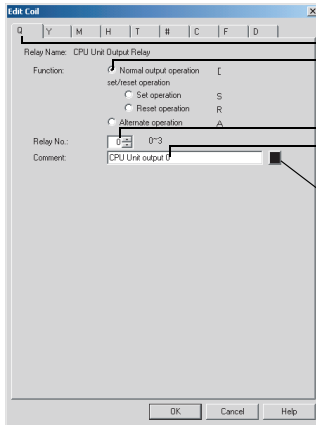 Edit Coil
Q Y M H T # C F D
Relay Name: CPU Unit Output Relay
Function: Normal output operation [
set/reset operation
Set operation S
Reset operation R
Alternate operation A
Relay No.: 0 0~3
Comment: CPU Unit output 0
OK Cancel Help